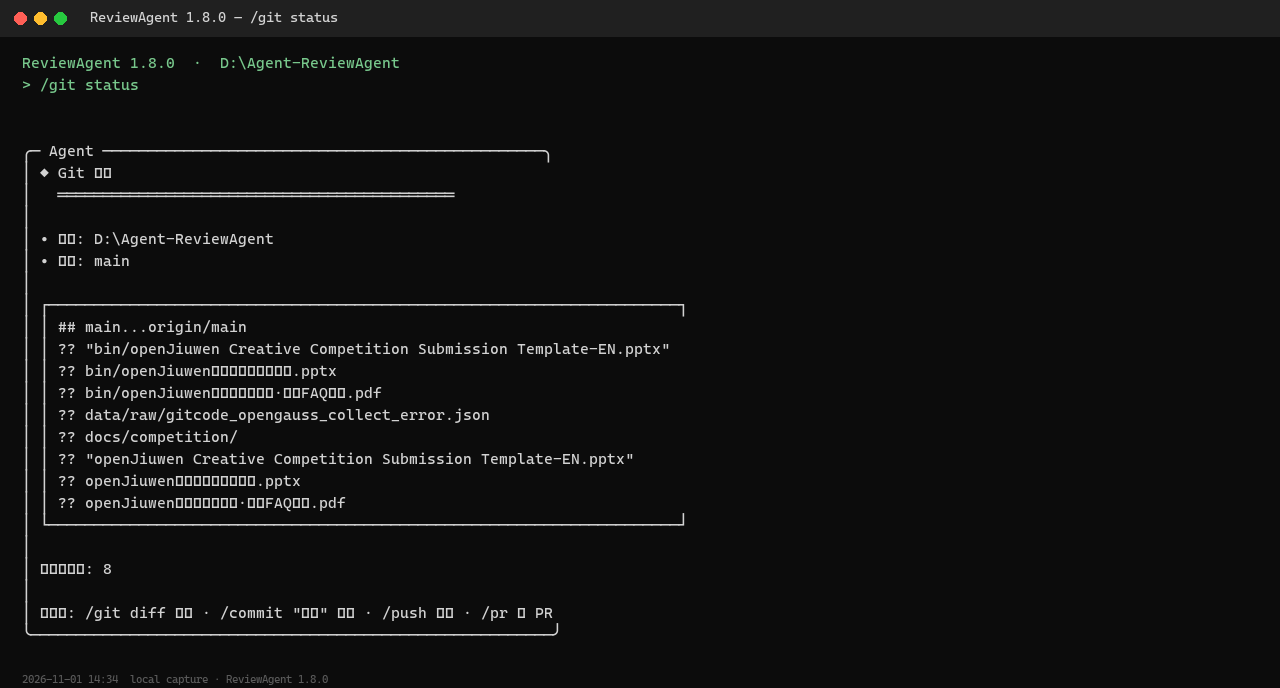 ReviewAgent 1.8.0 — /git status
ReviewAgent 1.8.0 · D:\Agent-ReviewAgent
> /git status
Agent
◆ Git
• : D:\Agent-ReviewAgent
• : main
## main...origin/main
?? "bin/openJiuwen Creative Competition Submission Template-EN.pptx"
?? bin/openJiuwen.pptx
?? bin/openJiuwen·FAQ.pdf
?? data/raw/gitcode_opengauss_collect_error.json
?? docs/competition/
?? "openJiuwen Creative Competition Submission Template-EN.pptx"
?? openJiuwen.pptx
?? openJiuwen·FAQ.pdf
: 8
: /git diff · /commit "" · /push · /pr PR
2026-11-01 14:34 local capture · ReviewAgent 1.8.0